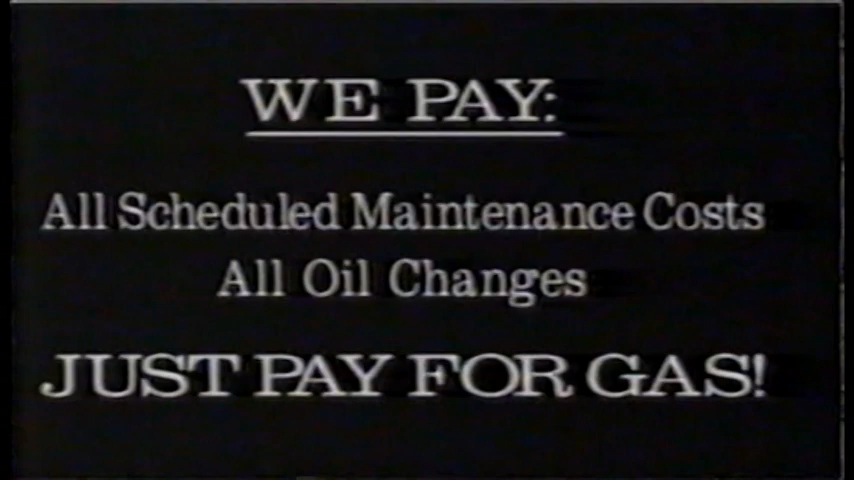 WE PAY:
All Scheduled Maintenance Costs
All Oil Changes
JUST PAY FOR GAS!